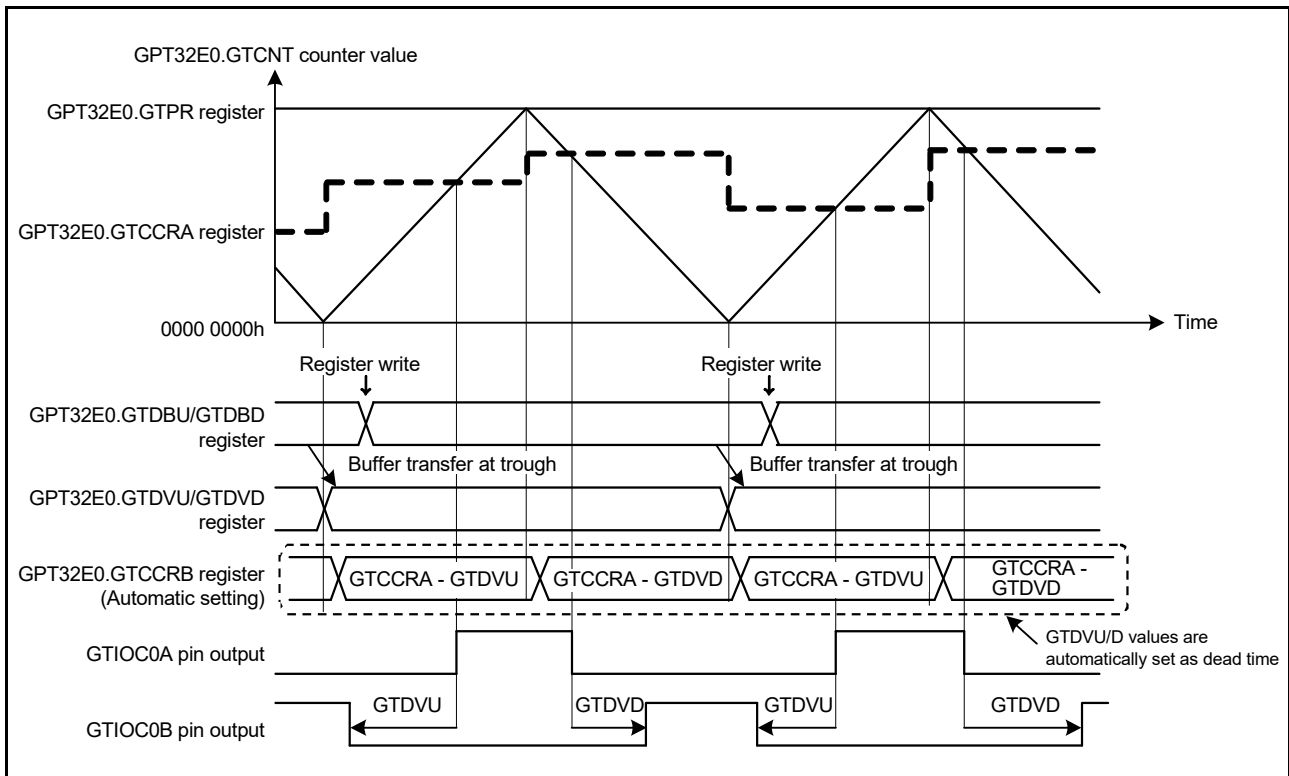 GPT32E0.GTCNT counter value
GPT32E0.GTPR register
GPT32E0.GTCCRA register
0000 0000h
Time
Register write
Register write
GPT32E0.GTDBU/GTDBD
register
Buffer transfer at trough
Buffer transfer at trough
GPT32E0.GTDVU/GTDVD
register
GPT32E0.GTCCRB register
(Automatic setting)
GTCCRA - GTDVU
GTCCRA - GTDVD
GTCCRA - GTDVU
GTCCRA -
GTDVD
GTDVU/D values are
automatically set as dead time
GTIOC0A pin output
GTDVU
GTDVD
GTDVU
GTDVD
GTIOC0B pin output